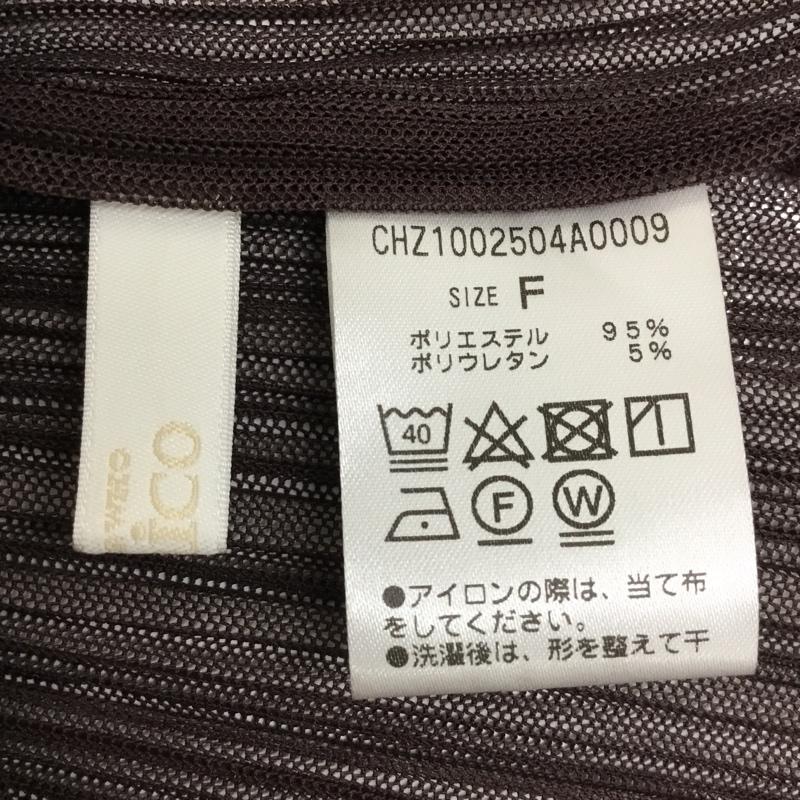 CHZ1002504A0009
SIZE F
ポリエステル 95%
ポリウレタン 5%
40
F
W
●アイロンの際は、当て布
をしてください。
●洗濯後は、形を整えて干
ico